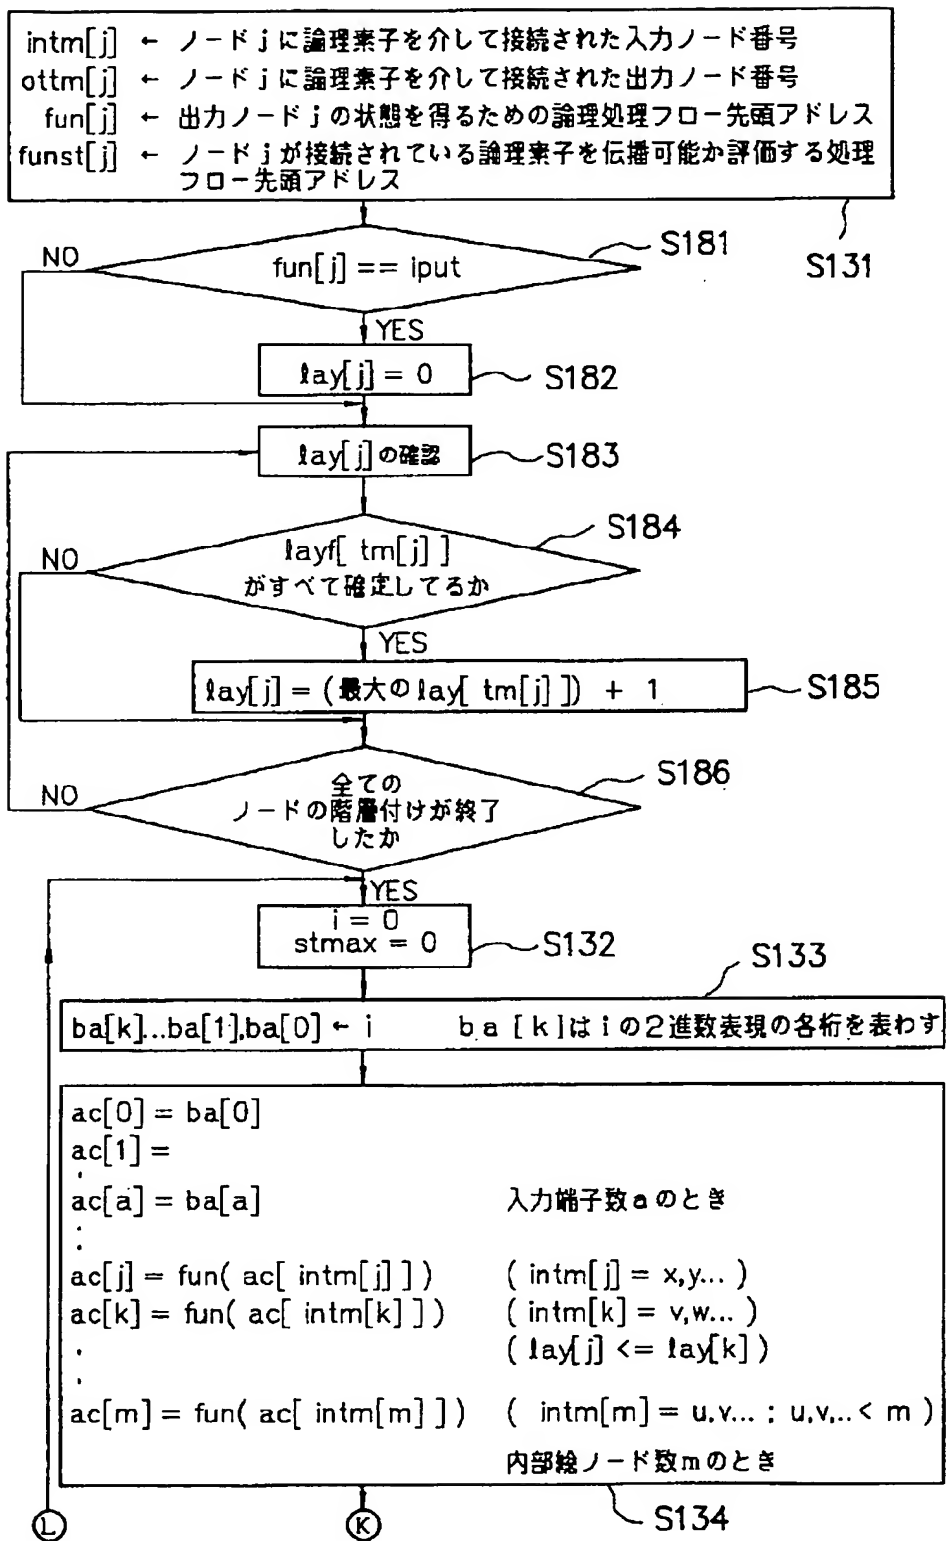 intm[j] ← ノードjに論理素子を介して接続された入力ノード番号
ottm[j] ← ノードjに論理素子を介して接続された出力ノード番号
fun[j] ← 出力ノードjの状態を得るための論理処理フロー先頭アドレス
funst[j] ← ノードjが接続されている論理素子を伝播可能か評価する処理
フロー先頭アドレス
S131
fun[j] == iput
S181
NO
YES
lay[j] = 0
S182
lay[j]の確認
S183
layf[ tm[j] ]
がすべて確定してるか
S184
NO
YES
lay[j] = (最大のlay[ tm[j] ]) + 1
S185
全ての
ノードの階層付けが終了
したか
S186
NO
YES
i = 0
stmax = 0
S132
S133
ba[k]...ba[1],ba[0] ← i ba[k]はiの2進数表現の各桁を表わす
ac[0] = ba[0]
ac[1] =
ac[a] = ba[a] 入力端子数aのとき
ac[j] = fun( ac[ intm[j] ] ) ( intm[j] = x,y... )
ac[k] = fun( ac[ intm[k] ] ) ( intm[k] = v,w... )
( lay[j] <= lay[k] )
ac[m] = fun( ac[ intm[m] ] ) ( intm[m] = u,v... : u,v,..< m )
内部絵ノード数mのとき
S134
L
K